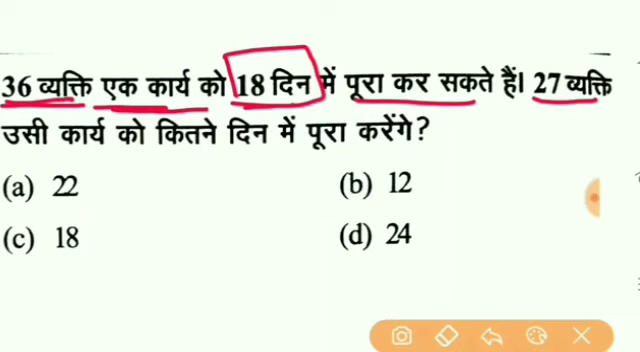 36 व्यक्ति एक कार्य को 18 दिन में पूरा कर सकते हैं। 27 व्यक्ति
उसी कार्य को कितने दिन में पूरा करेंगे?
(a) 22 (b) 12
(c) 18 (d) 24